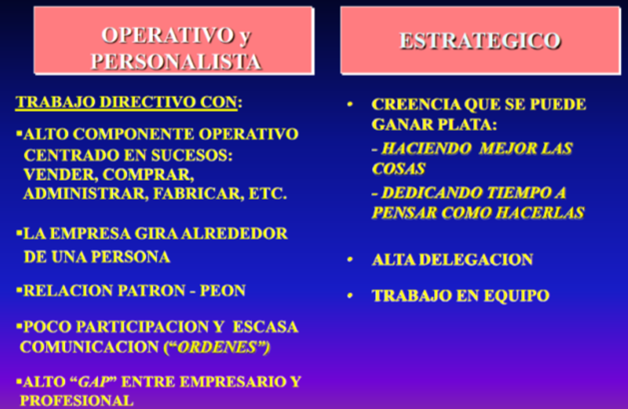 OPERATIVO y
PERSONALISTA
TRABAJO DIRECTIVO CON:
▪ALTO COMPONENTE OPERATIVO
CENTRADO EN SUCESOS:
VENDER, COMPRAR,
ADMINISTRAR, FABRICAR, ETC.
▪LA EMPRESA GIRA ALREDEDOR
DE UNA PERSONA
▪RELACION PATRON - PEON
▪POCO PARTICIPACION Y ESCASA
COMUNICACION (“ORDENES”)
▪ALTO “GAP” ENTRE EMPRESARIO Y
PROFESIONAL
ESTRATEGICO
• CREENCIA QUE SE PUEDE
GANAR PLATA:
- HACIENDO MEJOR LAS
COSAS
- DEDICANDO TIEMPO A
PENSAR COMO HACERLAS
• ALTA DELEGACION
• TRABAJO EN EQUIPO